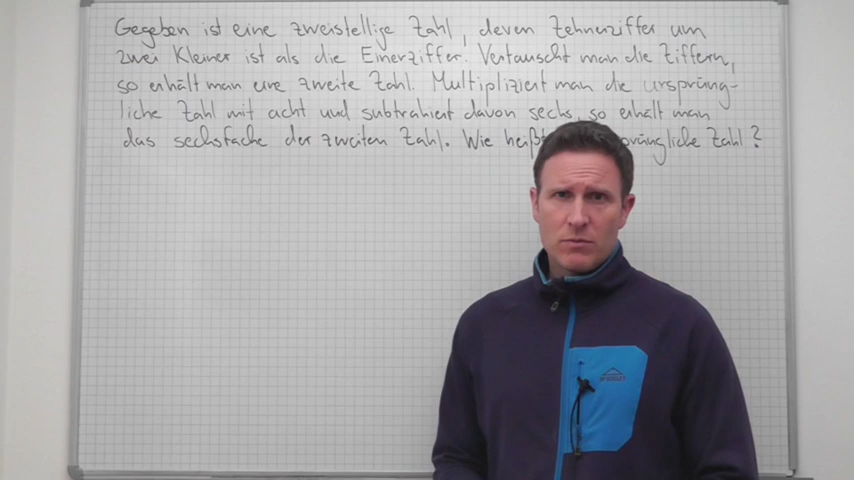 Gegeben ist eine zweistellige Zahl, deren Zehnerziffer um
zwei kleiner ist als die Einerziffer. Vertauscht man die Ziffern,
so erhält man eine zweite Zahl. Multipliziert man die ursprüng-
liche Zahl mit acht und subtrahiert davon sechs, so erhält man
das sechsfache der zweiten Zahl. Wie heißt sprüngliche Zahl?